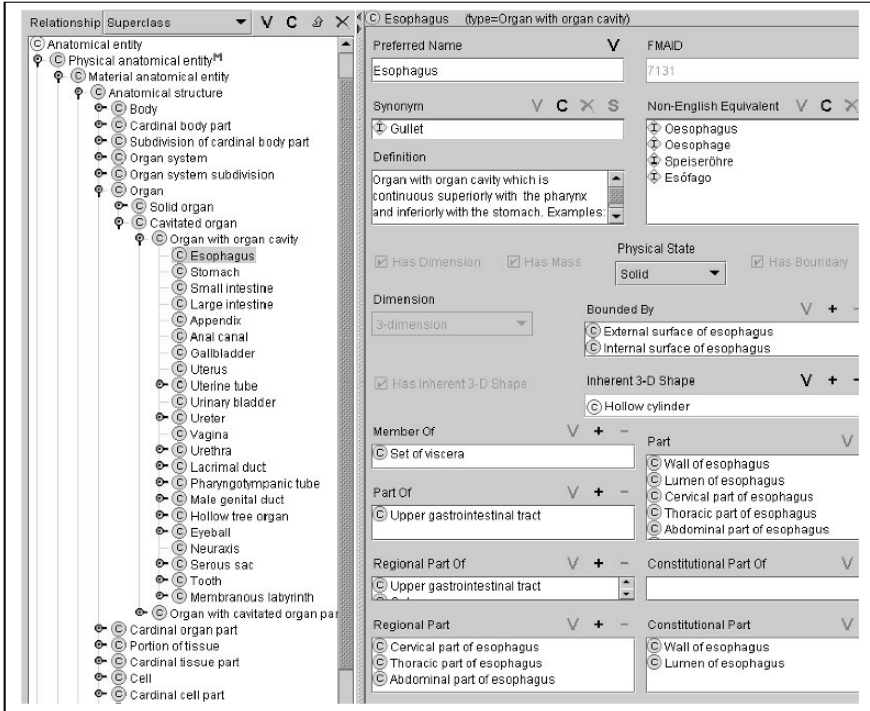 Relationship Superclass V C X
Anatomical entity
Physical anatomical entity M
Material anatomical entity
Anatomical structure
Body
Cardinal body part
Subdivision of cardinal body part
Organ system
Organ system subdivision
Organ
Solid organ
Cavitated organ
Organ with organ cavity
Esophagus
Stomach
Small intestine
Large intestine
Appendix
Anal canal
Gallbladder
Uterus
Uterine tube
Urinary bladder
Ureter
Vagina
Urethra
Lacrimal duct
Pharyngotympanic tube
Male genital duct
Hollow tree organ
Eyeball
Neuraxis
Serous sac
Tooth
Membranous labyrinth
Organ with cavitated organ par
Cardinal organ part
Portion of tissue
Cardinal tissue part
Cell
Cardinal cell part
Esophagus (type=Organ with organ cavity)
Preferred Name V
Esophagus
FMAID
7131
Synonym V C X S
Gullet
Non-English Equivalent V C X
Oesophagus
Oesophage
Speiseröhre
Esófago
Definition
Organ with organ cavity which is
continuous superiorly with the pharynx
and inferiorly with the stomach. Examples:
Has Dimension Has Mass
Physical State
Solid
Has Boundary
Dimension
3-dimension
Bounded By V + -
External surface of esophagus
Internal surface of esophagus
Has Inherent 3-D Shape
Inherent 3-D Shape V + -
Hollow cylinder
Member Of V + -
Set of viscera
Part V
Wall of esophagus
Lumen of esophagus
Cervical part of esophagus
Thoracic part of esophagus
Abdominal part of esophagus
Part Of V + -
Upper gastrointestinal tract
Regional Part Of V + -
Upper gastrointestinal tract
Constitutional Part Of V
Regional Part V + -
Cervical part of esophagus
Thoracic part of esophagus
Abdominal part of esophagus
Constitutional Part V
Wall of esophagus
Lumen of esophagus